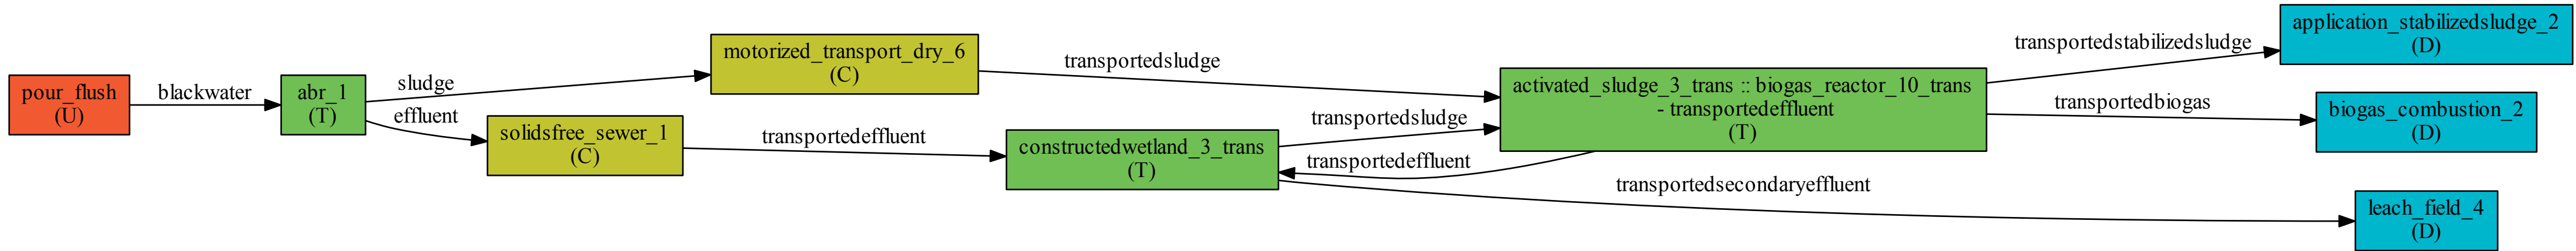 pour_flush
(U)
blackwater
abr_1
(T)
sludge
effluent
motorized_transport_dry_6
(C)
solidsfree_sewer_1
(C)
transportedsludge
transportedeffluent
constructedwetland_3_trans
(T)
transportedsludge
transportedeffluent
activated_sludge_3_trans :: biogas_reactor_10_trans
- transportedeffluent
(T)
transportedstabilizedsludge
transportedbiogas
transportedsecondaryeffluent
application_stabilizedsludge_2
(D)
biogas_combustion_2
(D)
leach_field_4
(D)